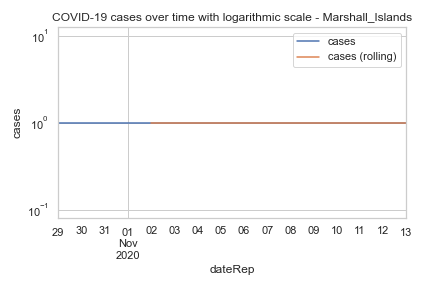 COVID-19 cases over time with logarithmic scale - Marshall_Islands
cases
cases (rolling)
10¹
10⁰
10⁻¹
cases
29 30 31 01 02 03 04 05 06 07 08 09 10 11 12 13
Nov
2020
dateRep